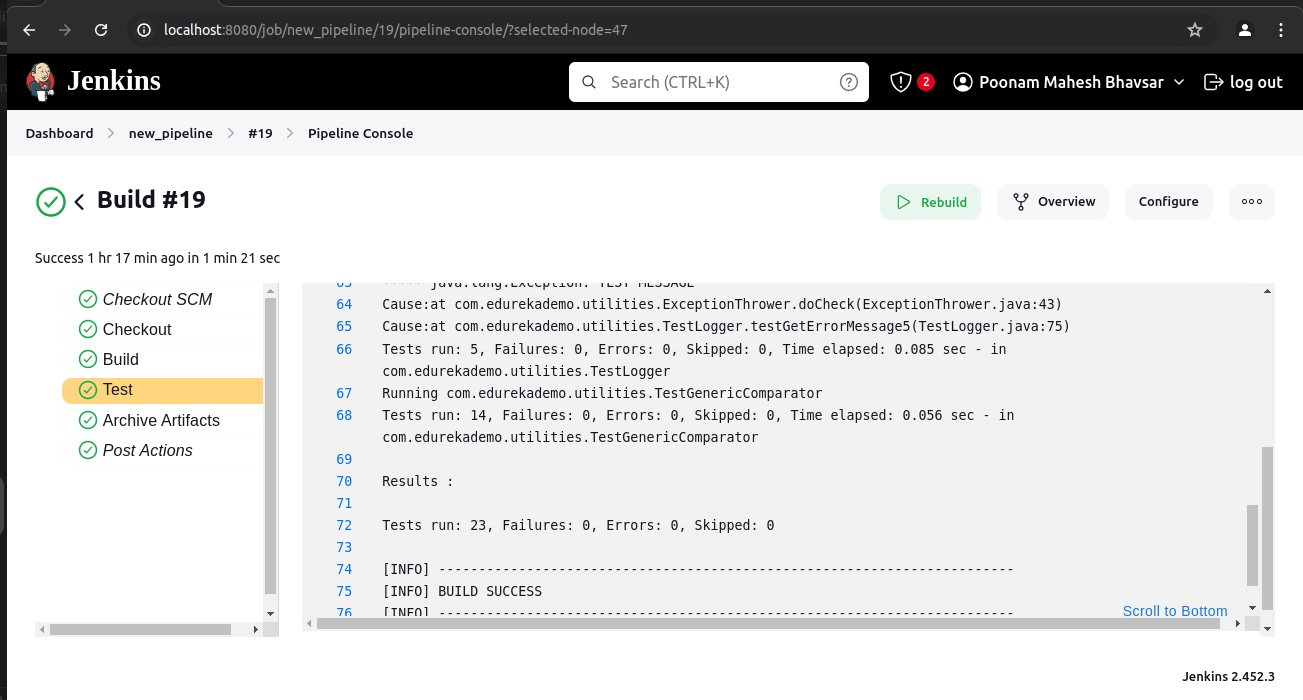 localhost:8080/job/new_pipeline/19/pipeline-console/?selected-node=47
Jenkins
Search (CTRL+K)
?
2
Poonam Mahesh Bhavsar
log out
Dashboard > new_pipeline > #19 > Pipeline Console
Build #19
Rebuild
Overview
Configure
Success 1 hr 17 min ago in 1 min 21 sec
Checkout SCM
Checkout
Build
Test
Archive Artifacts
Post Actions
63 ***** java.lang.Exception: TEST MESSAGE
64 Cause:at com.edurekademo.utilities.ExceptionThrower.doCheck(ExceptionThrower.java:43)
65 Cause:at com.edurekademo.utilities.TestLogger.testGetErrorMessage5(TestLogger.java:75)
66 Tests run: 5, Failures: 0, Errors: 0, Skipped: 0, Time elapsed: 0.085 sec - in
com.edurekademo.utilities.TestLogger
67 Running com.edurekademo.utilities.TestGenericComparator
68 Tests run: 14, Failures: 0, Errors: 0, Skipped: 0, Time elapsed: 0.056 sec - in
com.edurekademo.utilities.TestGenericComparator
69
70 Results :
71
72 Tests run: 23, Failures: 0, Errors: 0, Skipped: 0
73
74 [INFO] ------------------------------------------------------------------------
75 [INFO] BUILD SUCCESS
76 [INFO] ------------------------------------------------------------------------
Scroll to Bottom
Jenkins 2.452.3